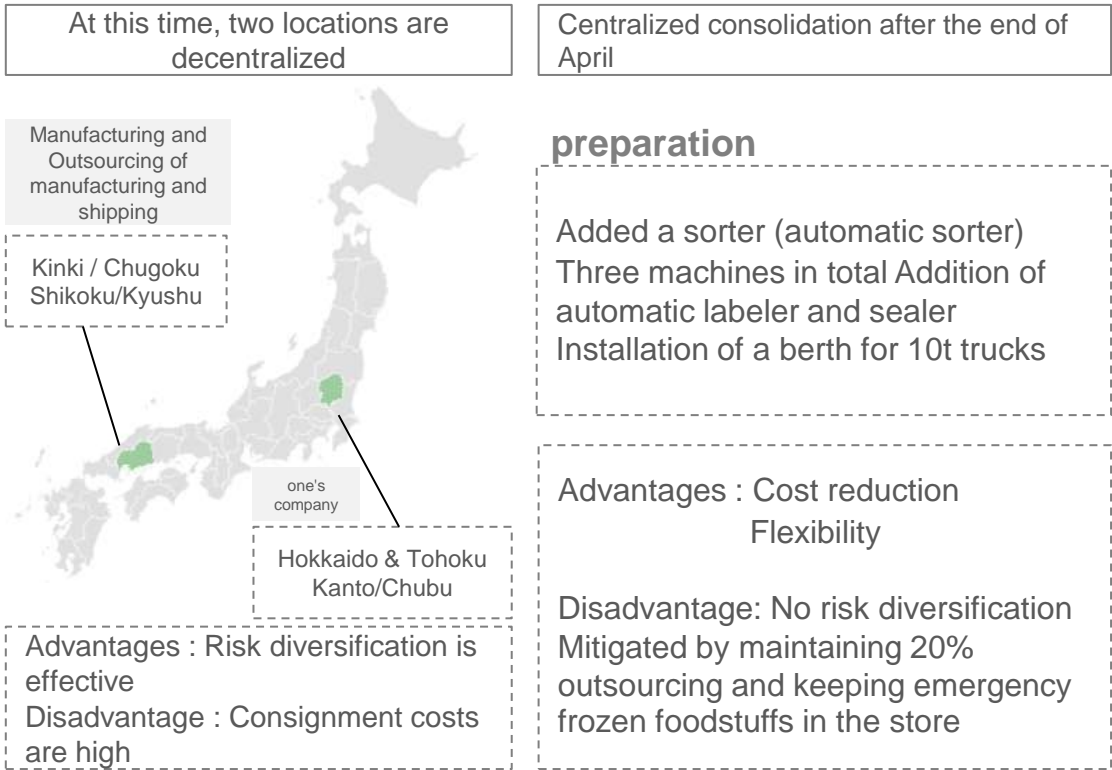 At this time, two locations are
decentralized
Manufacturing and
Outsourcing of
manufacturing and
shipping
Kinki / Chugoku
Shikoku/Kyushu
one's
company
Hokkaido & Tohoku
Kanto/Chubu
Advantages : Risk diversification is
effective
Disadvantage : Consignment costs
are high
Centralized consolidation after the end of
April
preparation
Added a sorter (automatic sorter)
Three machines in total Addition of
automatic labeler and sealer
Installation of a berth for 10t trucks
Advantages : Cost reduction
Flexibility
Disadvantage: No risk diversification
Mitigated by maintaining 20%
outsourcing and keeping emergency
frozen foodstuffs in the store